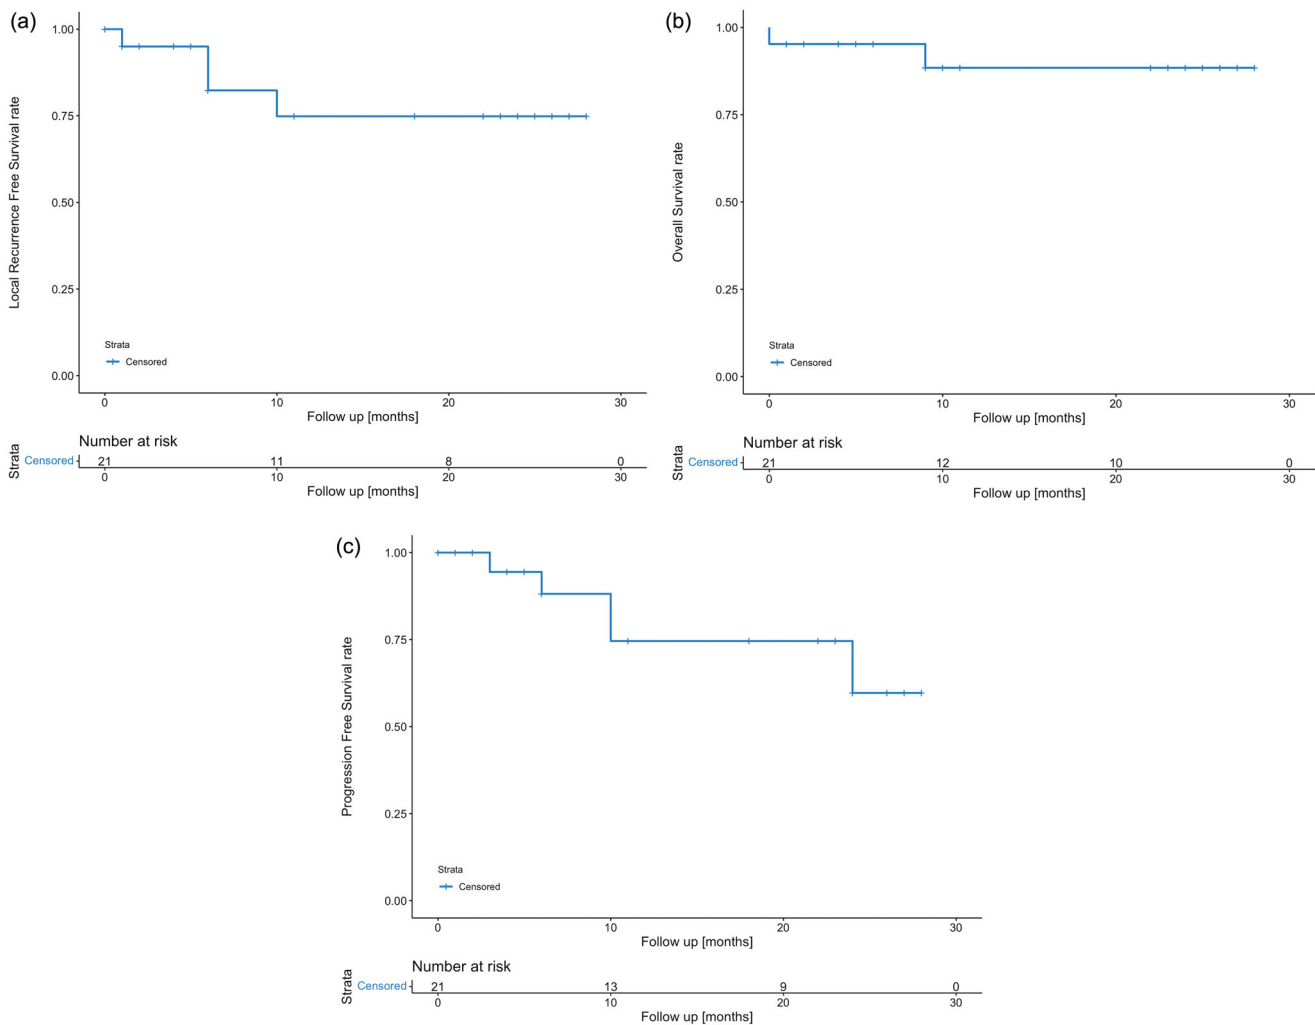 (a)
Local Recurrence Free Survival rate
1.00
0.75
0.50
0.25
0.00
Strata
Censored
0 10 20 30
Follow up [months]
Number at risk
Strata
Censored
21 11 8 0
0 10 20 30
Follow up [months]
(b)
Overall Survival rate
1.00
0.75
0.50
0.25
0.00
Strata
Censored
0 10 20 30
Follow up [months]
Number at risk
Strata
Censored
21 12 10 0
0 10 20 30
Follow up [months]
(c)
Progression Free Survival rate
1.00
0.75
0.50
0.25
0.00
Strata
Censored
0 10 20 30
Follow up [months]
Number at risk
Strata
Censored
21 13 9 0
0 10 20 30
Follow up [months]